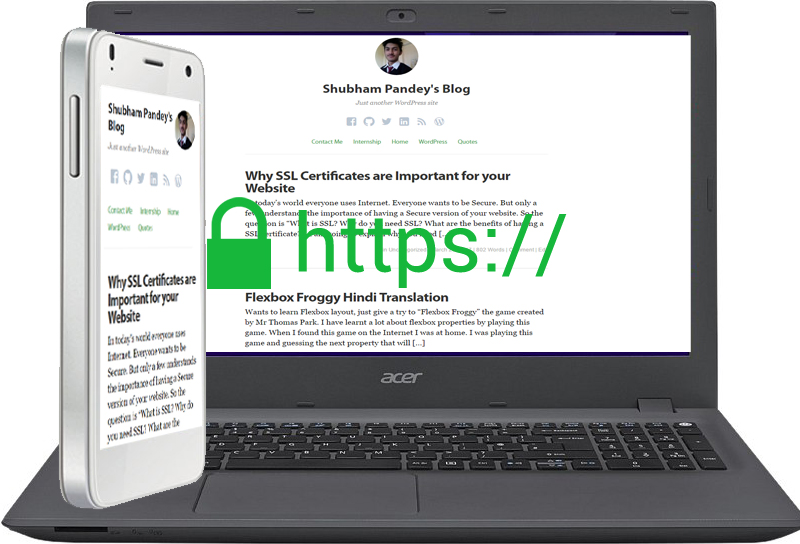 Shubham Pandey's
Blog
Just another WordPress site
Contact Me Internship Home
WordPress Quotes
Why SSL Certificates are
Important for your
Website
In today's world everyone uses
Internet. Everyone wants to be
Secure. But only a few understands
the importance of having a Secure
version of your website. So the
question is "What is SSL? Why do
you need SSL? What are the
Shubham Pandey's Blog
Just another WordPress site
Contact Me Internship Home WordPress Quotes
Why SSL Certificates are Important for your
Website
In today's world everyone uses Internet. Everyone wants to be Secure. But only a
few understands the importance of having a Secure version of your website. So the
question is "What is SSL? Why do you need SSL? What are the benefits of having a
SSL certificate
692 Words | Comment |
https://
Flexbox Froggy Hindi Translation
Wants to learn Flexbox layout, just give a try to "Flexbox Froggy" the game created
by Mr Thomas Park. I have learnt a lot about flexbox properties by playing this
game. When I found this game on the Internet I was at home. I was playing this
game and guessing the next property that will [...]
acer